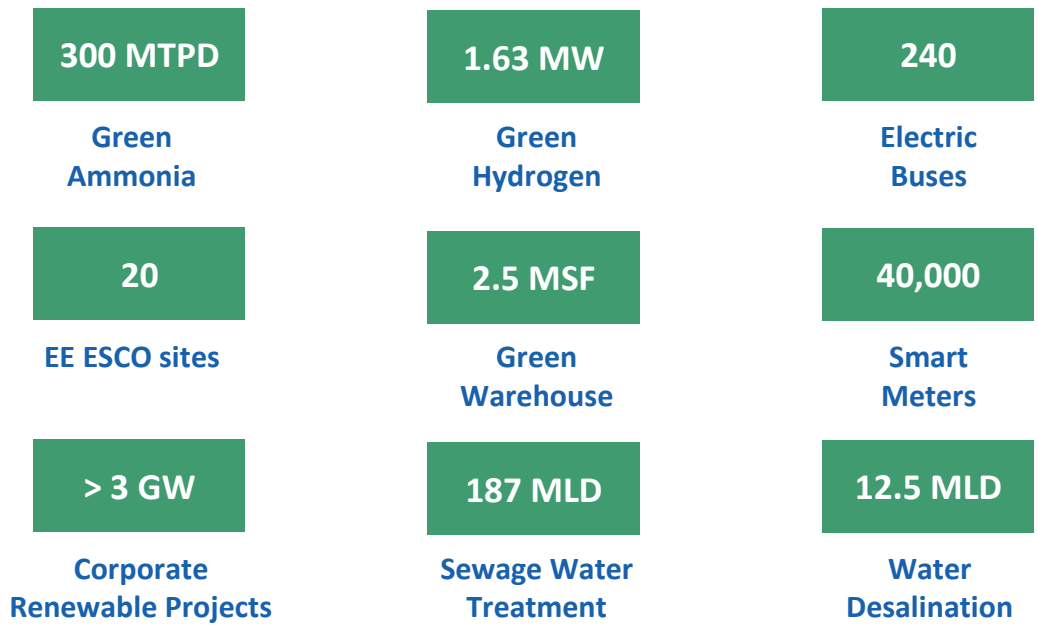 300 MTPD
Green
Ammonia
1.63 MW
Green
Hydrogen
240
Electric
Buses
20
EE ESCO sites
2.5 MSF
Green
Warehouse
40,000
Smart
Meters
> 3 GW
Corporate
Renewable Projects
187 MLD
Sewage Water
Treatment
12.5 MLD
Water
Desalination